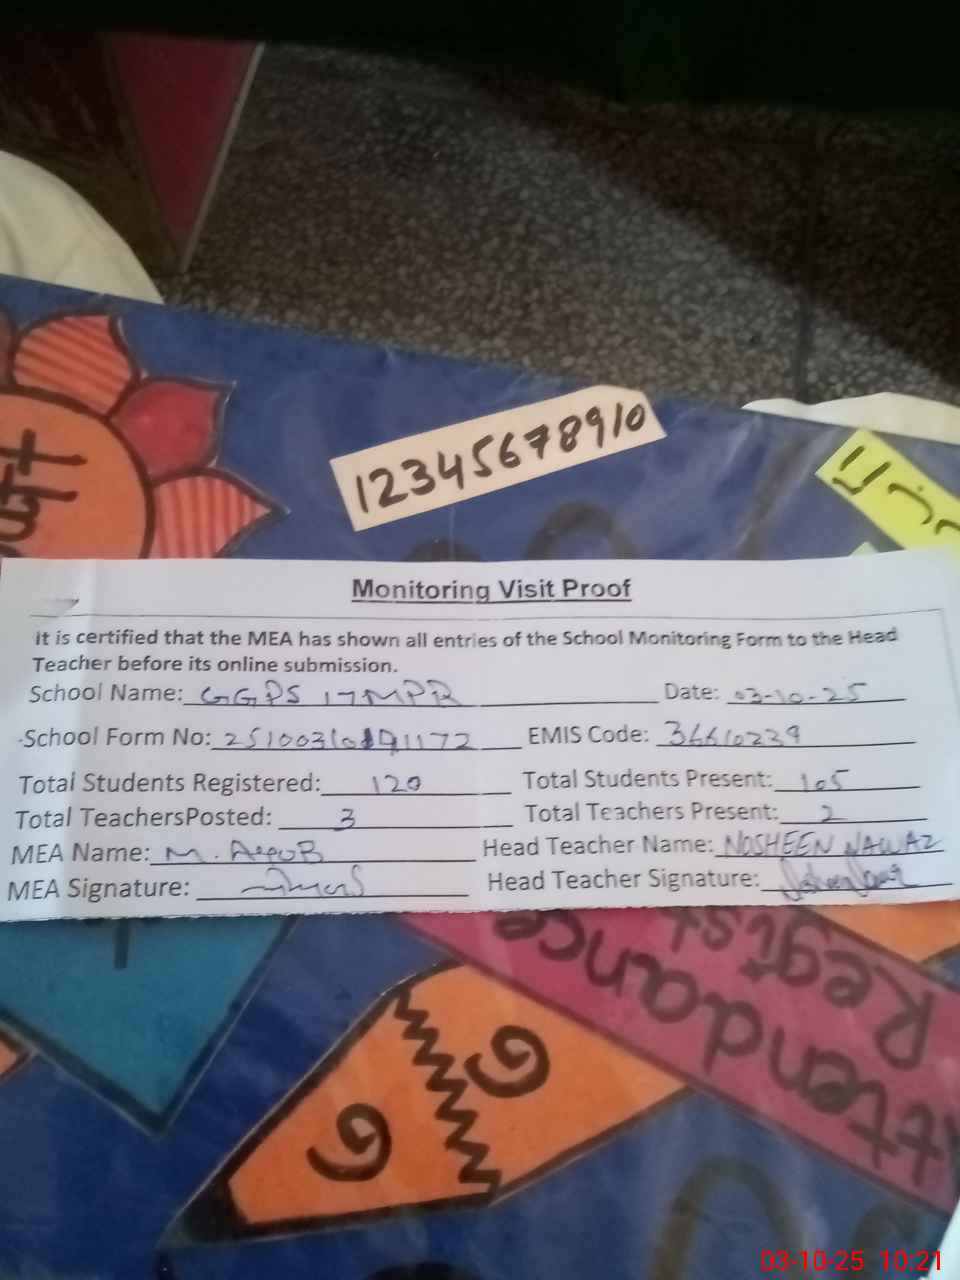 12345678910
Monitoring Visit Proof
It is certified that the MEA has shown all entries of the School Monitoring Form to the Head
Teacher before its online submission.
School Name: GGPS 17MPR Date: 03-10-25
School Form No: EMIS Code: 36610239
Total Students Registered: 120 Total Students Present: 105
Total TeachersPosted: 3 Total Teachers Present: 2
MEA Name: M. AYYUB Head Teacher Name: NOSHEEN NAWAZ
MEA Signature: Head Teacher Signature:
Attendance
Register
03-10-25 10:21